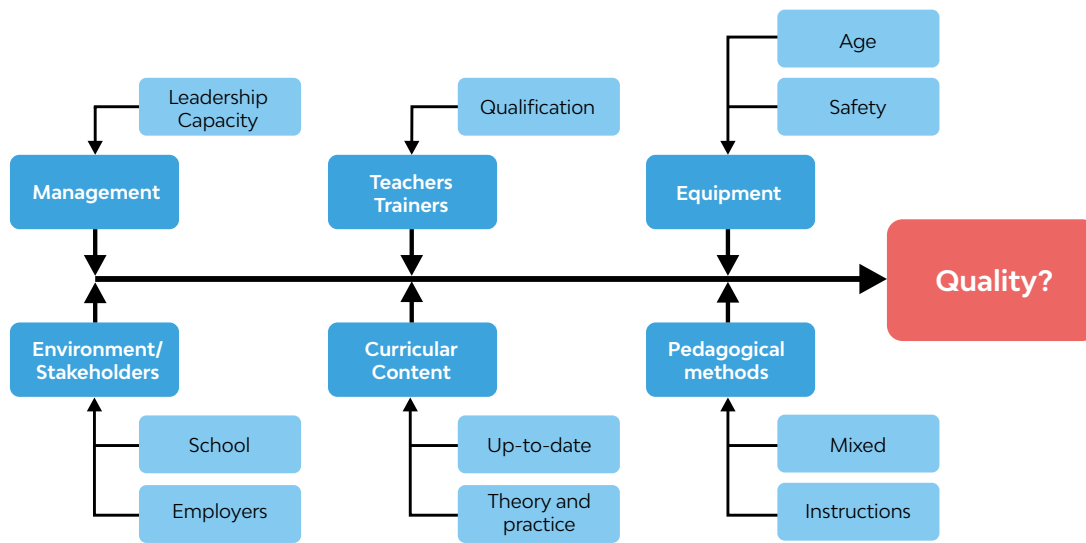 Age
Leadership
Capacity
Qualification
Safety
Management
Teachers
Trainers
Equipment
Quality?
Environment/
Stakeholders
Curricular
Content
Pedagogical
methods
School
Up-to-date
Mixed
Employers
Theory and
practice
Instructions